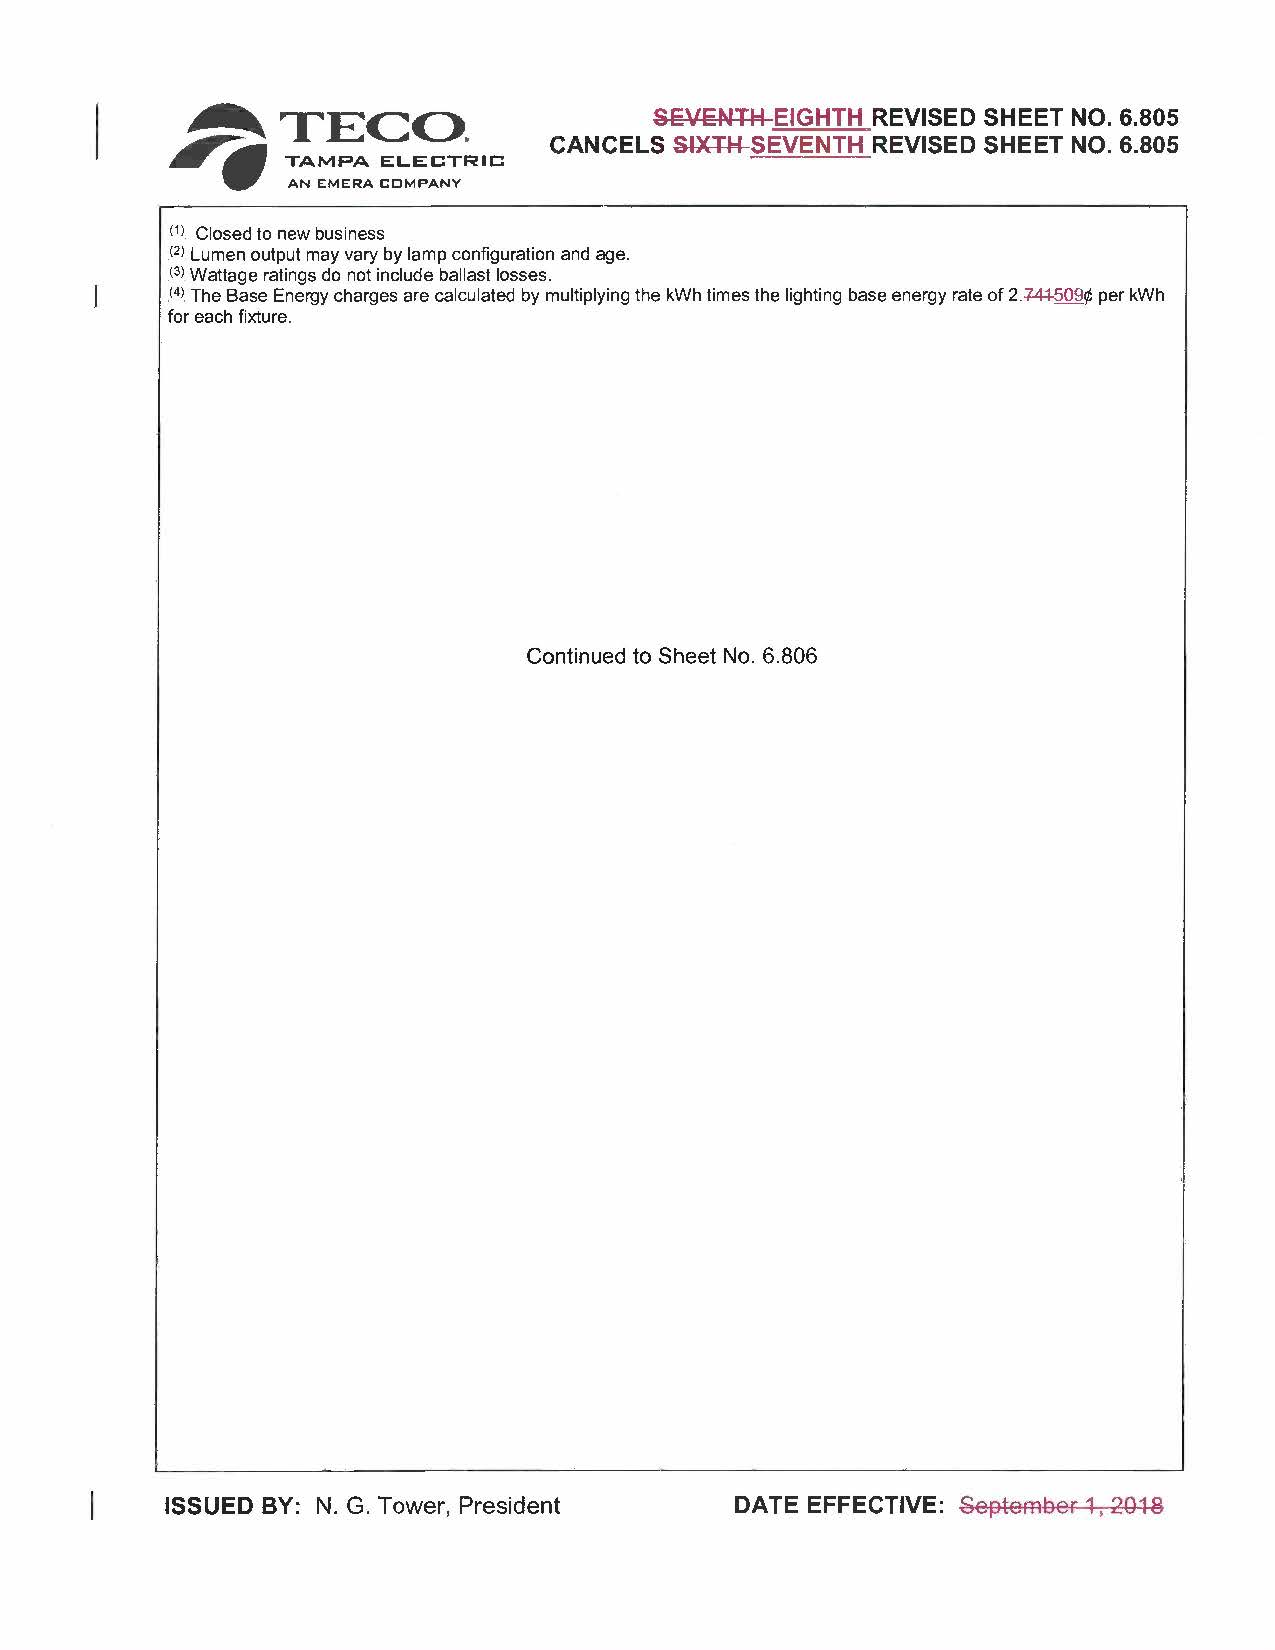 TECO.
TAMPA ELECTRIC
AN EMERA COMPANY
SEVENTH EIGHTH REVISED SHEET NO. 6.805
CANCELS SIXTH SEVENTH REVISED SHEET NO. 6.805
(1) Closed to new business
(2) Lumen output may vary by lamp configuration and age.
(3) Wattage ratings do not include ballast losses.
(4) The Base Energy charges are calculated by multiplying the kWh times the lighting base energy rate of 2.741509¢ per kWh
for each fixture.
Continued to Sheet No. 6.806
ISSUED BY: N. G. Tower, President
DATE EFFECTIVE: September 1, 2018